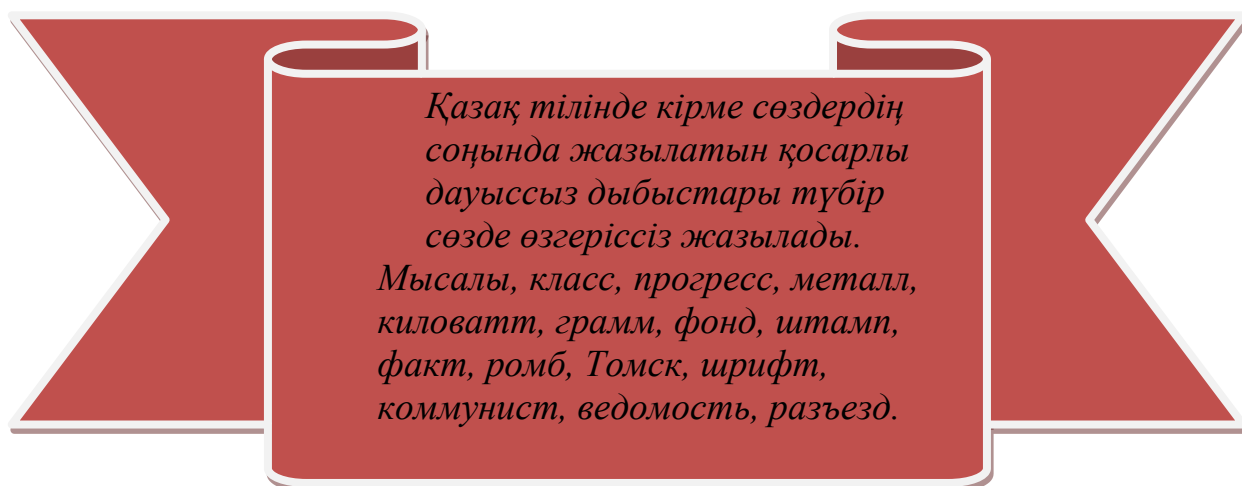 Қазақ тілінде кірме сөздердің
соңында жазылатын қосарлы
дауыссыз дыбыстары түбір
сөзде өзгеріссіз жазылады.
Мысалы, класс, прогресс, металл,
киловатт, грамм, фонд, штамп,
факт, ромб, Томск, шрифт,
коммунист, ведомость, разъезд.